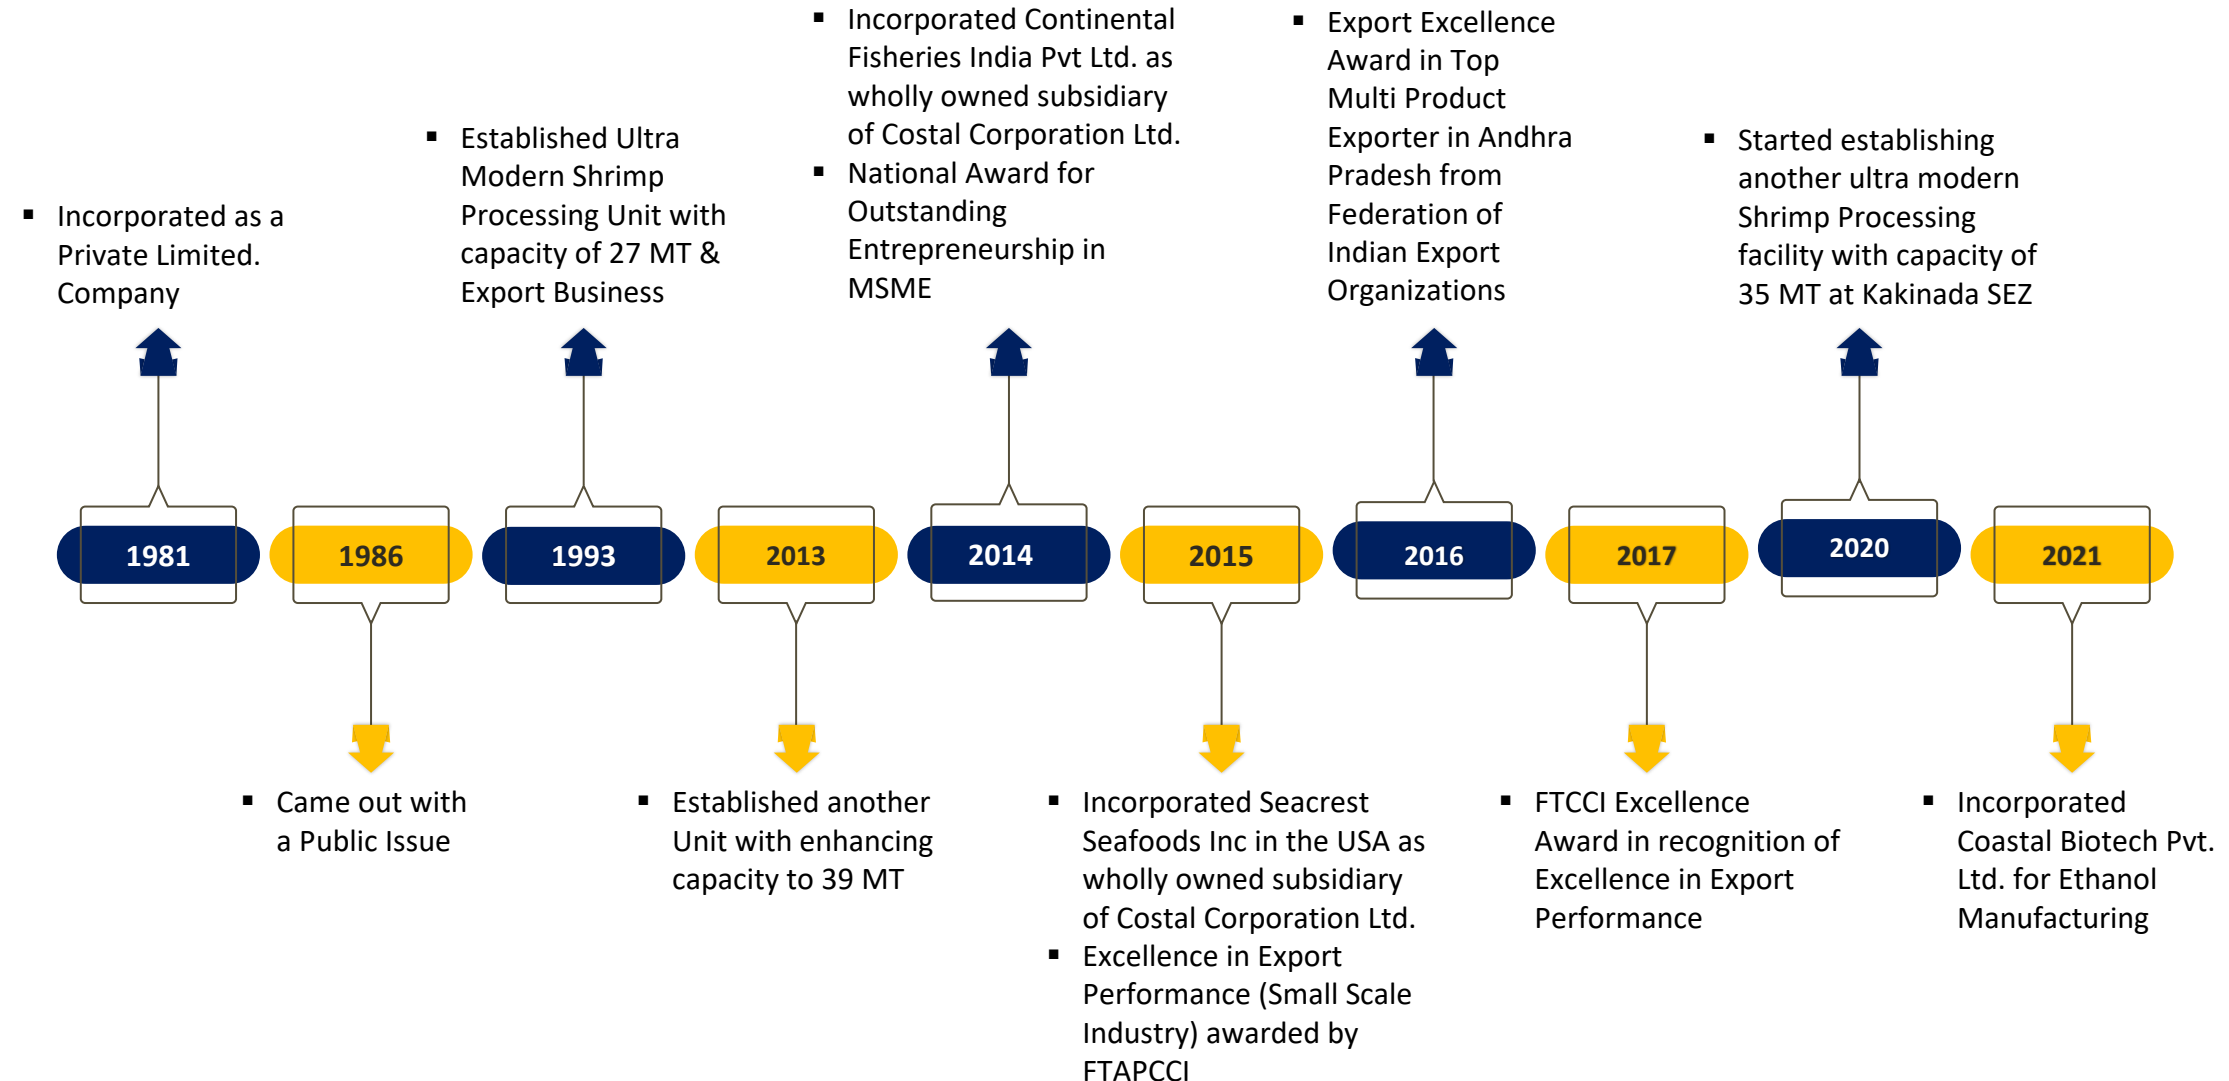 ▪ Incorporated as a
Private Limited.
Company
▪ Established Ultra
Modern Shrimp
Processing Unit with
capacity of 27 MT &
Export Business
▪ Incorporated Continental
Fisheries India Pvt Ltd. as
wholly owned subsidiary
of Costal Corporation Ltd.
▪ National Award for
Outstanding
Entrepreneurship in
MSME
▪ Export Excellence
Award in Top
Multi Product
Exporter in Andhra
Pradesh from
Federation of
Indian Export
Organizations
▪ Started establishing
another ultra modern
Shrimp Processing
facility with capacity of
35 MT at Kakinada SEZ
1981
1986
1993
2013
2014
2015
2016
2017
2020
2021
▪ Came out with
a Public Issue
▪ Established another
Unit with enhancing
capacity to 39 MT
▪ Incorporated Seacrest
Seafoods Inc in the USA as
wholly owned subsidiary
of Costal Corporation Ltd.
▪ Excellence in Export
Performance (Small Scale
Industry) awarded by
FTAPCCI
▪ FTCCI Excellence
Award in recognition of
Excellence in Export
Performance
▪ Incorporated
Coastal Biotech Pvt.
Ltd. for Ethanol
Manufacturing